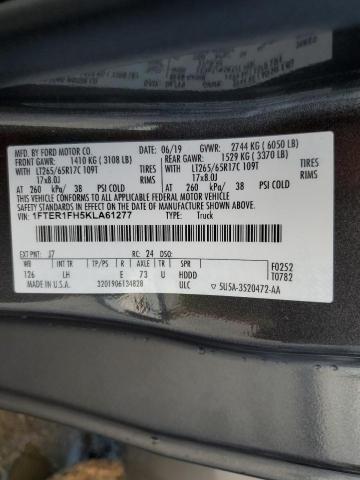 MFD. BY FORD MOTOR CO. 06/19 GVWR: 2744 KG (6050 LB)
FRONT GAWR: 1410 KG (3108 LB) REAR GAWR: 1529 KG (3370 LB)
WITH LT265/65R17C 109T TIRES WITH LT265/65R17C 109T TIRES
17x8.0J RIMS 17x8.0J RIMS
AT 260 kPa/ 38 PSI COLD AT 260 kPa/ 38 PSI COLD
THIS VEHICLE CONFORMS TO ALL APPLICABLE FEDERAL MOTOR VEHICLE
SAFETY STANDARDS IN EFFECT ON THE DATE OF MANUFACTURE SHOWN ABOVE.
VIN: 1FTER1FH5KLA61277 TYPE: Truck
EXT PNT: J7 RC: 24 DSO:
WB INT TR TP/PS R AXLE TR SPR F0252
126 LH E 73 U HDDD T0782
MADE IN U.S.A. 3201906134828 ULC 5U5A-3520472-AA